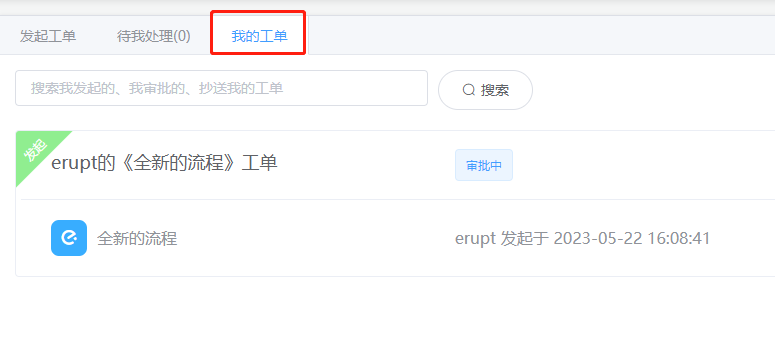 发起工单 待我处理(0) 我的工单
搜索我发起的、我审批的、抄送我的工单 搜索
发起
erupt的《全新的流程》工单 审批中
全新的流程 erupt 发起于 2023-05-22 16:08:41